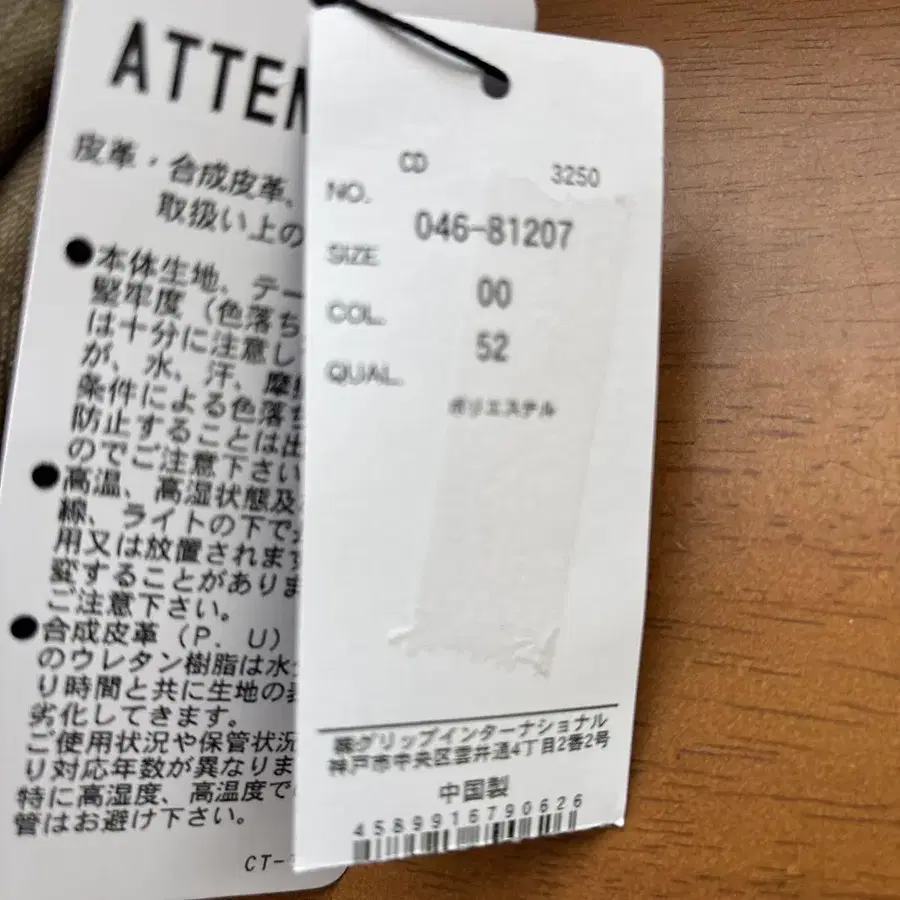 ATTEN
皮革・合成皮革、
取扱い上の
●本体生地、テー
堅牢度（色落ち
は十分に注意し
が、水、汗、摩
条件による色落ち
防止することは出
のでご注意下さい
●高温、高湿状態及
線、ライトの下で
用又は放置されます
変することがありま
ご注意下さい。
●合成皮革（P．U）
のウレタン樹脂は水
り時間と共に生地の表
劣化してきます。
ご使用状況や保管状況
り対応年数が異なりま
特に高湿度、高温度で
管はお避け下さい。
CT-
CD 3250
NO. 046-81207
SIZE 00
COL. 52
QUAL. ポリエステル
㈱グリップインターナショナル
神戸市中央区雲井通4丁目2番2号
中国製
4589916790626